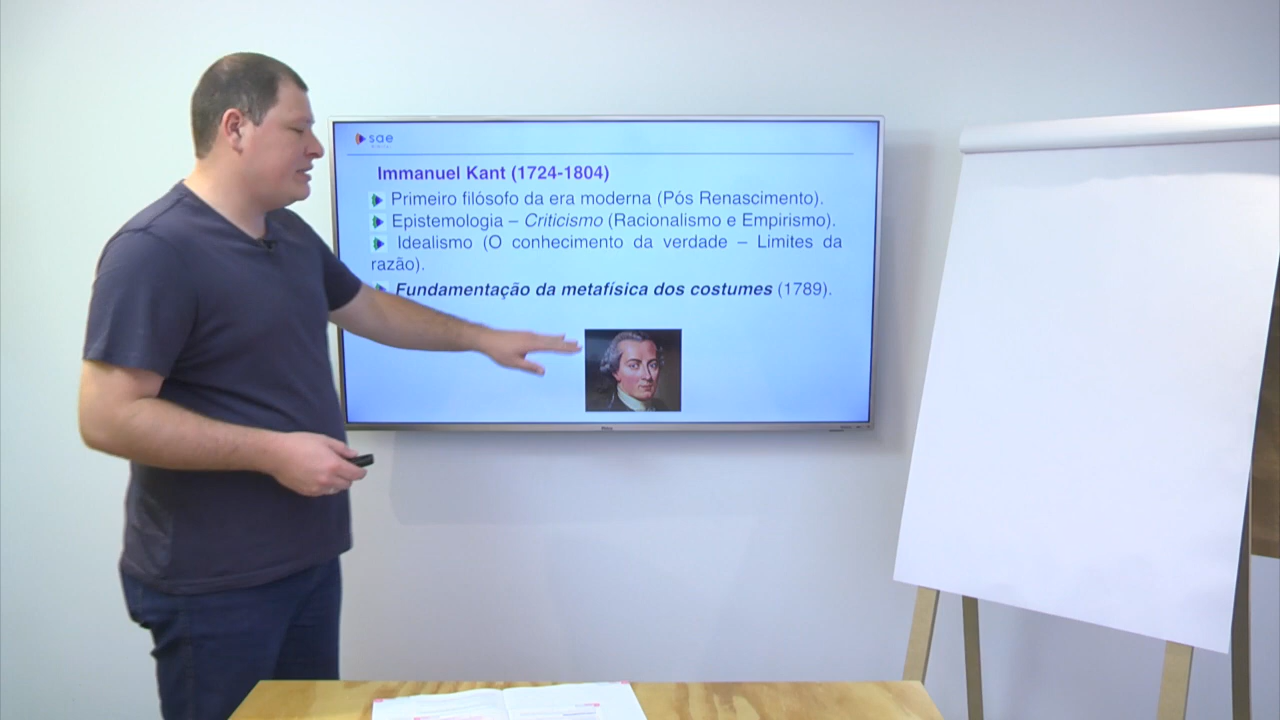 sae
Immanuel Kant (1724-1804)
Primeiro filósofo da era moderna (Pós Renascimento).
Epistemologia – Criticismo (Racionalismo e Empirismo).
Idealismo (O conhecimento da verdade – Limites da
razão).
Fundamentação da metafísica dos costumes (1789).